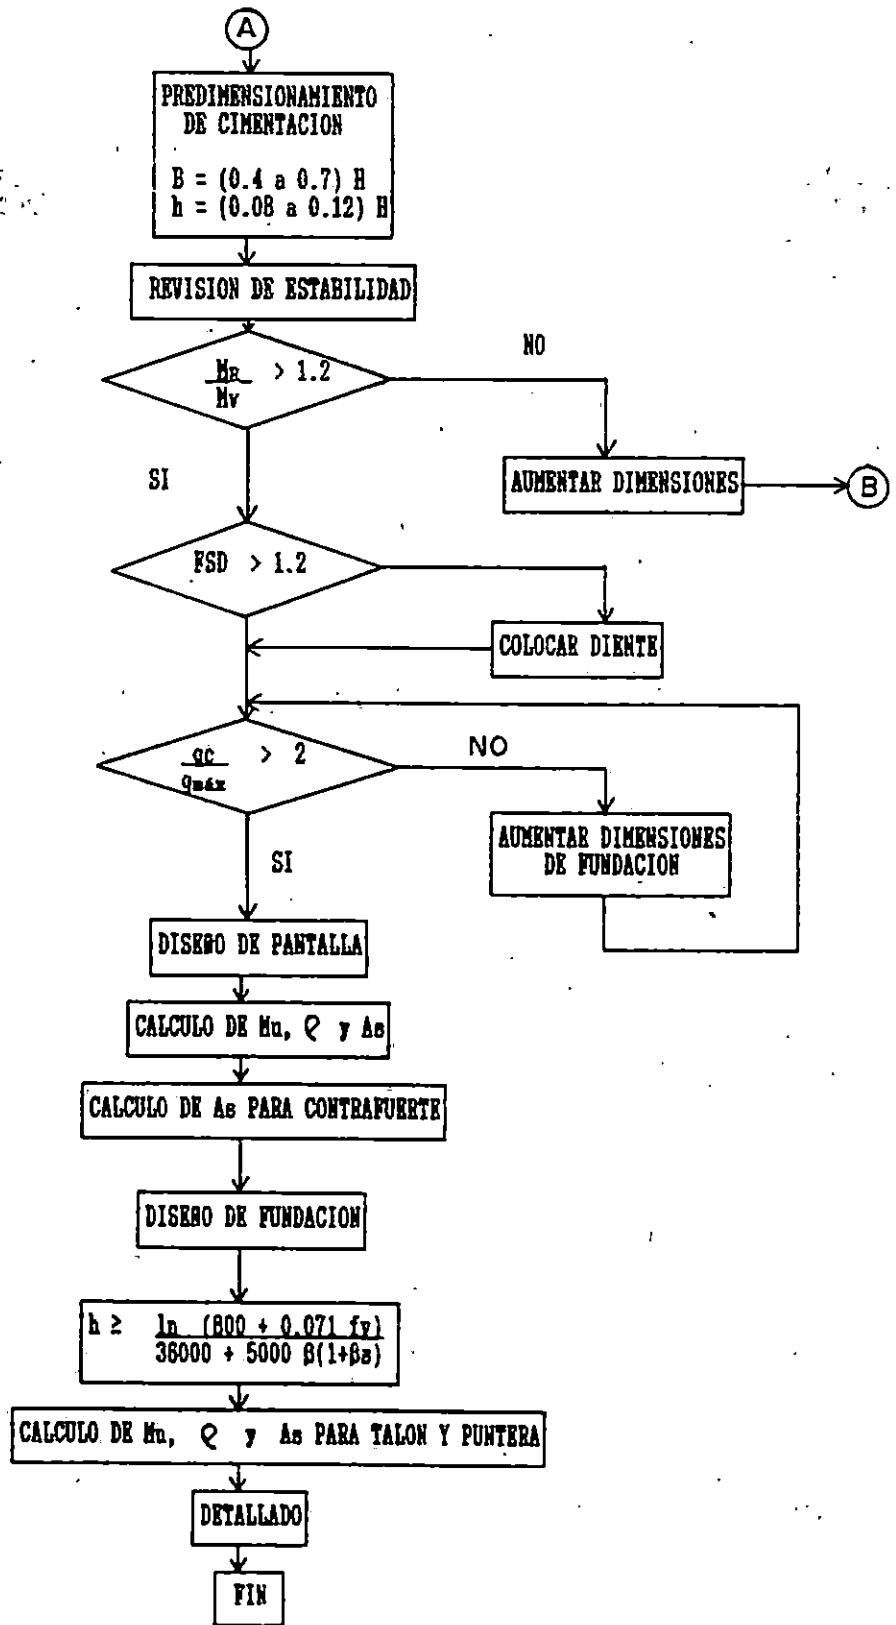 A
PREDIMENSIONAMIENTO
DE CIMENTACION
B = (0.4 a 0.7) H
h = (0.08 a 0.12) H
REVISION DE ESTABILIDAD
MR
Mv
> 1.2
NO
SI
AUMENTAR DIMENSIONES
B
FSD > 1.2
COLOCAR DIENTE
qc
qmáx
> 2
NO
AUMENTAR DIMENSIONES
DE FUNDACION
SI
DISEÑO DE PANTALLA
CALCULO DE Mu, ρ y As
CALCULO DE As PARA CONTRAFUERTE
DISEÑO DE FUNDACION
h ≥ ln (800 + 0.071 fy)
36000 + 5000 β(1+βs)
CALCULO DE Mu, ρ y As PARA TALON Y PUNTERA
DETALLADO
FIN